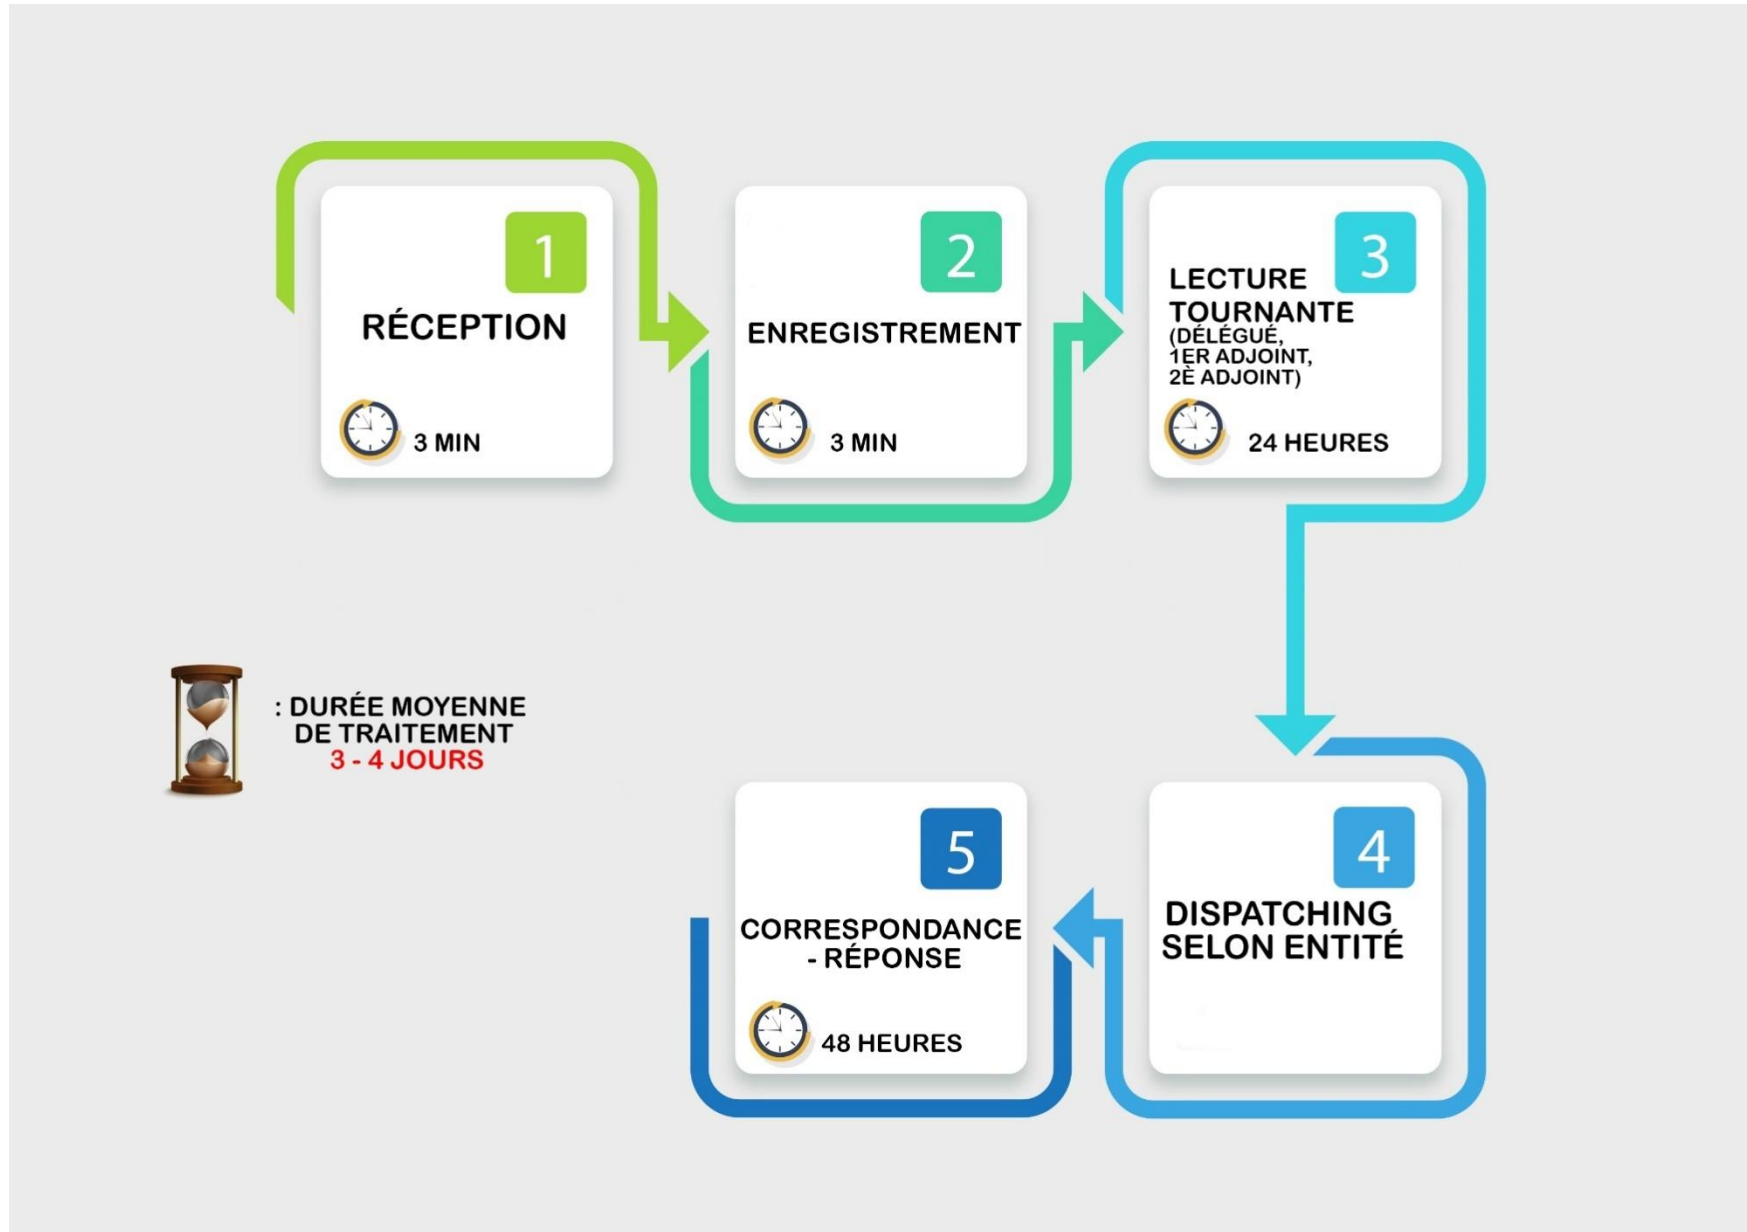 1
RÉCEPTION
3 MIN
2
ENREGISTREMENT
3 MIN
3
LECTURE
TOURNANTE
(DÉLÉGUÉ,
1ER ADJOINT,
2È ADJOINT)
24 HEURES
4
DISPATCHING
SELON ENTITÉ
5
CORRESPONDANCE
- RÉPONSE
48 HEURES
: DURÉE MOYENNE
DE TRAITEMENT
3 - 4 JOURS